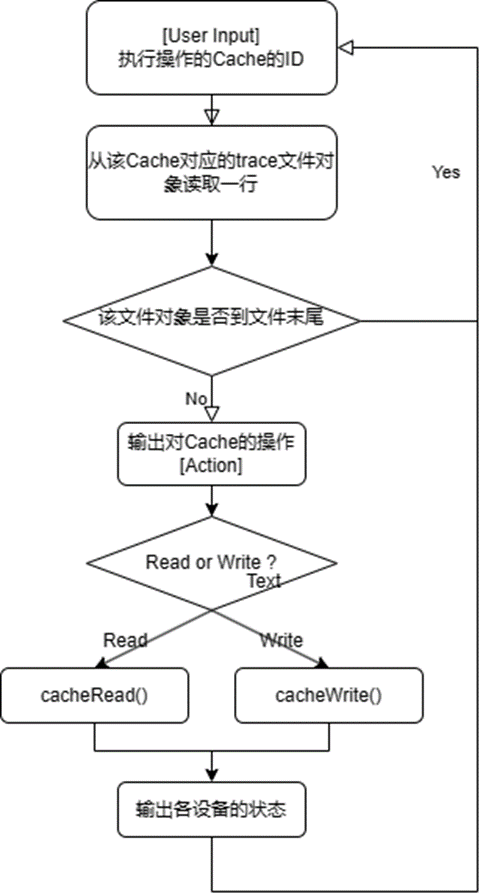 [User Input]
执行操作的Cache的ID
从该Cache对应的trace文件对
象读取一行
Yes
该文件对象是否到文件末尾
No
输出对Cache的操作
[Action]
Read or Write ?
Text
Read
Write
cacheRead()
cacheWrite()
输出各设备的状态